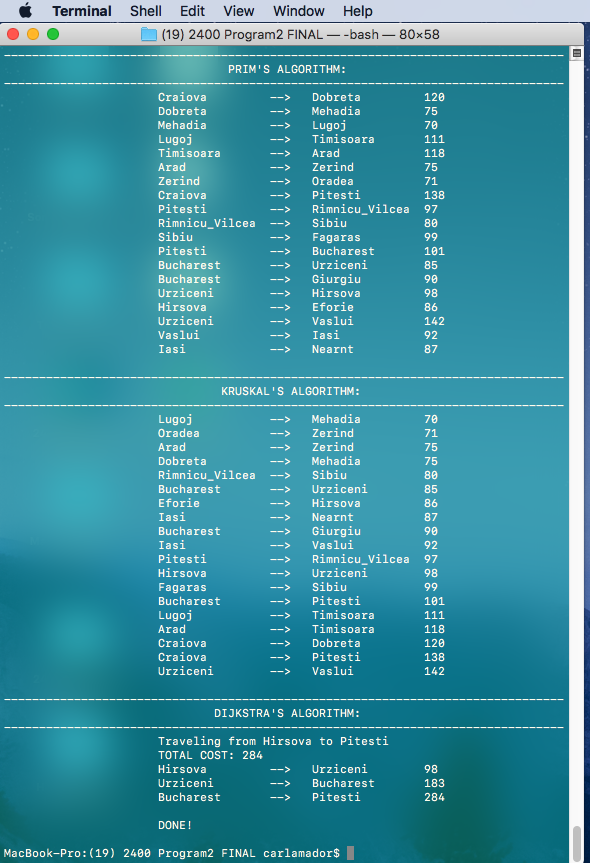 Terminal Shell Edit View Window Help
(19) 2400 Program2 FINAL — -bash — 80×58
PRIM'S ALGORITHM:
Craiova --> Dobreta 120
Dobreta --> Mehadia 75
Mehadia --> Lugoj 70
Lugoj --> Timisoara 111
Timisoara --> Arad 118
Arad --> Zerind 75
Zerind --> Oradea 71
Craiova --> Pitesti 138
Pitesti --> Rimnicu_Vilcea 97
Rimnicu_Vilcea --> Sibiu 80
Sibiu --> Fagaras 99
Pitesti --> Bucharest 101
Bucharest --> Urziceni 85
Bucharest --> Giurgiu 90
Urziceni --> Hirsova 98
Hirsova --> Eforie 86
Urziceni --> Vaslui 142
Vaslui --> Iasi 92
Iasi --> Nearnt 87
KRUSKAL'S ALGORITHM:
Lugoj --> Mehadia 70
Oradea --> Zerind 71
Arad --> Zerind 75
Dobreta --> Mehadia 75
Rimnicu_Vilcea --> Sibiu 80
Bucharest --> Urziceni 85
Eforie --> Hirsova 86
Iasi --> Nearnt 87
Bucharest --> Giurgiu 90
Iasi --> Vaslui 92
Pitesti --> Rimnicu_Vilcea 97
Hirsova --> Urziceni 98
Fagaras --> Sibiu 99
Bucharest --> Pitesti 101
Lugoj --> Timisoara 111
Arad --> Timisoara 118
Craiova --> Dobreta 120
Craiova --> Pitesti 138
Urziceni --> Vaslui 142
DIJKSTRA'S ALGORITHM:
Traveling from Hirsova to Pitesti
TOTAL COST: 284
Hirsova --> Urziceni 98
Urziceni --> Bucharest 183
Bucharest --> Pitesti 284
DONE!
MacBook-Pro:(19) 2400 Program2 FINAL carlamador$